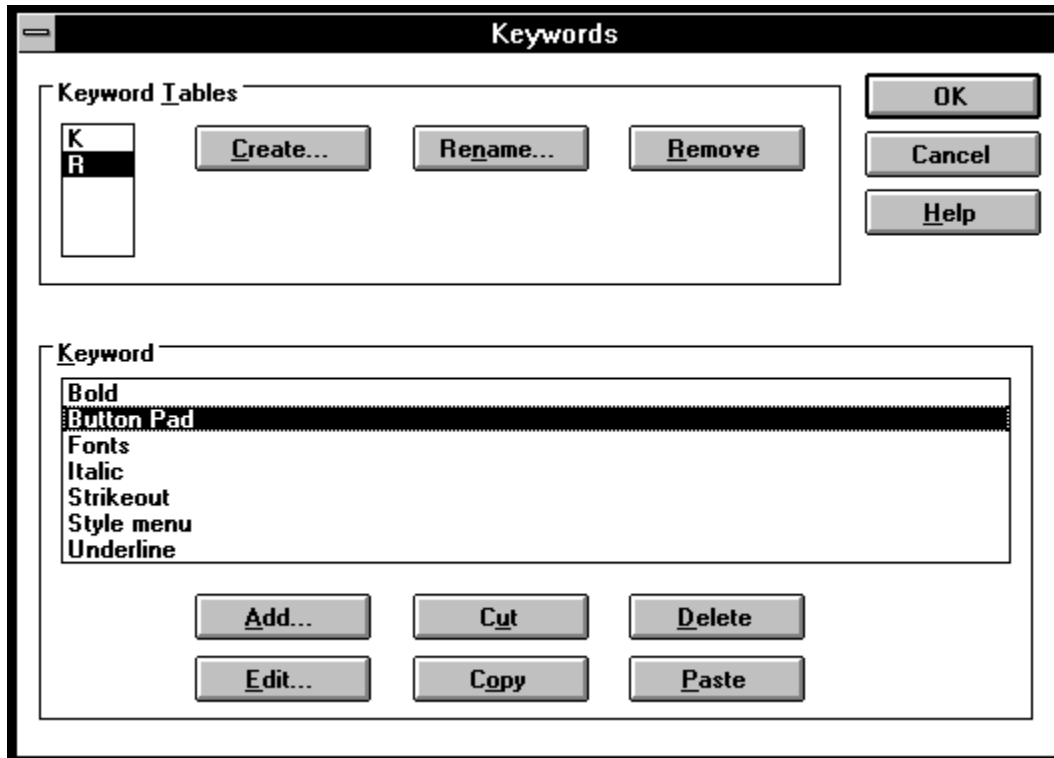 Keywords
Keyword Tables
K
R
Create...
Rename...
Remove
OK
Cancel
Help
Keyword
Bold
Button Pad
Fonts
Italic
Strikeout
Style menu
Underline
Add...
Cut
Delete
Edit...
Copy
Paste